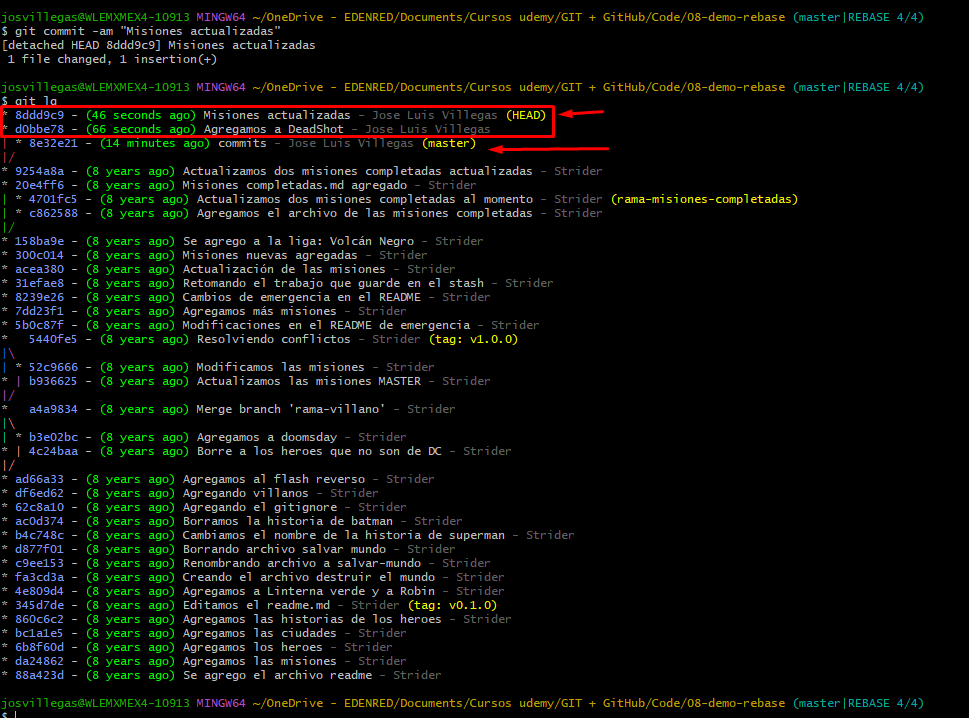 josvillegas@WLEMXMEX4-10913 MINGW64 ~/OneDrive - EDENRED/Documents/Cursos udemy/GIT + GitHub/Code/08-demo-rebase (master|REBASE 4/4)
$ git commit -am "Misiones actualizadas"
[detached HEAD 8ddd9c9] Misiones actualizadas
 1 file changed, 1 insertion(+)

josvillegas@WLEMXMEX4-10913 MINGW64 ~/OneDrive - EDENRED/Documents/Cursos udemy/GIT + GitHub/Code/08-demo-rebase (master|REBASE 4/4)
$ git lg
* 8ddd9c9 - (46 seconds ago) Misiones actualizadas - Jose Luis Villegas (HEAD)
* d0bbe78 - (66 seconds ago) Agregamos a DeadShot - Jose Luis Villegas
| * 8e32e21 - (14 minutes ago) commits - Jose Luis Villegas (master)
|/
* 9254a8a - (8 years ago) Actualizamos dos misiones completadas actualizadas - Strider
* 20e4ff6 - (8 years ago) Misiones completadas.md agregado - Strider
| * 4701fc5 - (8 years ago) Actualizamos dos misiones completadas al momento - Strider (rama-misiones-completadas)
| * c862588 - (8 years ago) Agregamos el archivo de las misiones completadas - Strider
|/
* 158ba9e - (8 years ago) Se agrego a la liga: Volcán Negro - Strider
* 300c014 - (8 years ago) Misiones nuevas agregadas - Strider
* acea380 - (8 years ago) Actualización de las misiones - Strider
* 31efae8 - (8 years ago) Retomando el trabajo que guarde en el stash - Strider
* 8239e26 - (8 years ago) Cambios de emergencia en el README - Strider
* 7dd23f1 - (8 years ago) Agregamos más misiones - Strider
* 5b0c87f - (8 years ago) Modificaciones en el README de emergencia - Strider
*   5440fe5 - (8 years ago) Resolviendo conflictos - Strider (tag: v1.0.0)
|\
| * 52c9666 - (8 years ago) Modificamos las misiones - Strider
* | b936625 - (8 years ago) Actualizamos las misiones MASTER - Strider
|/
*   a4a9834 - (8 years ago) Merge branch 'rama-villano' - Strider
|\
| * b3e02bc - (8 years ago) Agregamos a doomsday - Strider
* | 4c24baa - (8 years ago) Borre a los heroes que no son de DC - Strider
|/
* ad66a33 - (8 years ago) Agregamos al flash reverso - Strider
* df6ed62 - (8 years ago) Agregando villanos - Strider
* 62c8a10 - (8 years ago) Agregando el gitignore - Strider
* ac0d374 - (8 years ago) Borramos la historia de batman - Strider
* b4c748c - (8 years ago) Cambiamos el nombre de la historia de superman - Strider
* d877f01 - (8 years ago) Borrando archivo salvar mundo - Strider
* c9ee153 - (8 years ago) Renombrando archivo a salvar-mundo - Strider
* fa3cd3a - (8 years ago) Creando el archivo destruir el mundo - Strider
* 4e809d4 - (8 years ago) Agregamos a Linterna verde y a Robin - Strider
* 345d7de - (8 years ago) Editamos el readme.md - Strider (tag: v0.1.0)
* 860c6c2 - (8 years ago) Agregamos las historias de los heroes - Strider
* bc1a1e5 - (8 years ago) Agregamos las ciudades - Strider
* 6b8f60d - (8 years ago) Agregamos los heroes - Strider
* da24862 - (8 years ago) Agregamos las misiones - Strider
* 88a423d - (8 years ago) Se agrego el archivo readme - Strider

josvillegas@WLEMXMEX4-10913 MINGW64 ~/OneDrive - EDENRED/Documents/Cursos udemy/GIT + GitHub/Code/08-demo-rebase (master|REBASE 4/4)
$